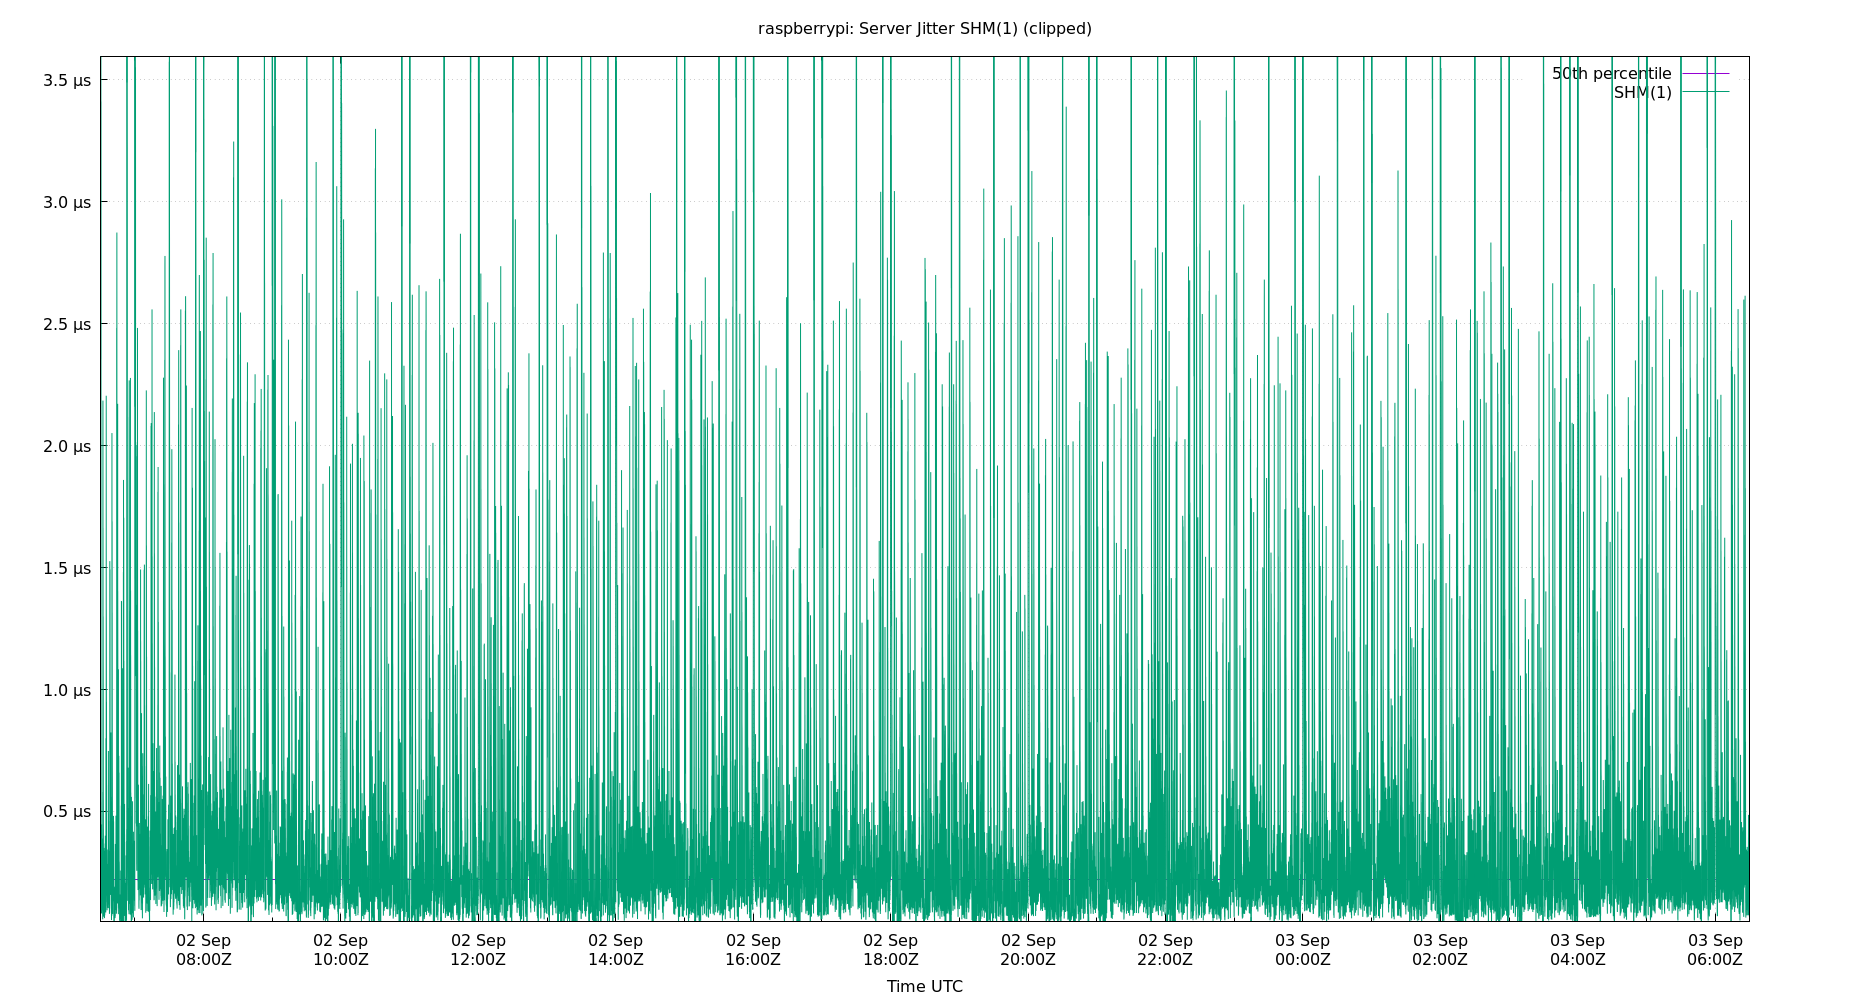 raspberrypi: Server Jitter SHM(1) (clipped)
50th percentile
SHM(1)
3.5 µs
3.0 µs
2.5 µs
2.0 µs
1.5 µs
1.0 µs
0.5 µs
02 Sep 02 Sep 02 Sep 02 Sep 02 Sep 02 Sep 02 Sep 02 Sep 03 Sep 03 Sep 03 Sep 03 Sep
08:00Z 10:00Z 12:00Z 14:00Z 16:00Z 18:00Z 20:00Z 22:00Z 00:00Z 02:00Z 04:00Z 06:00Z
Time UTC